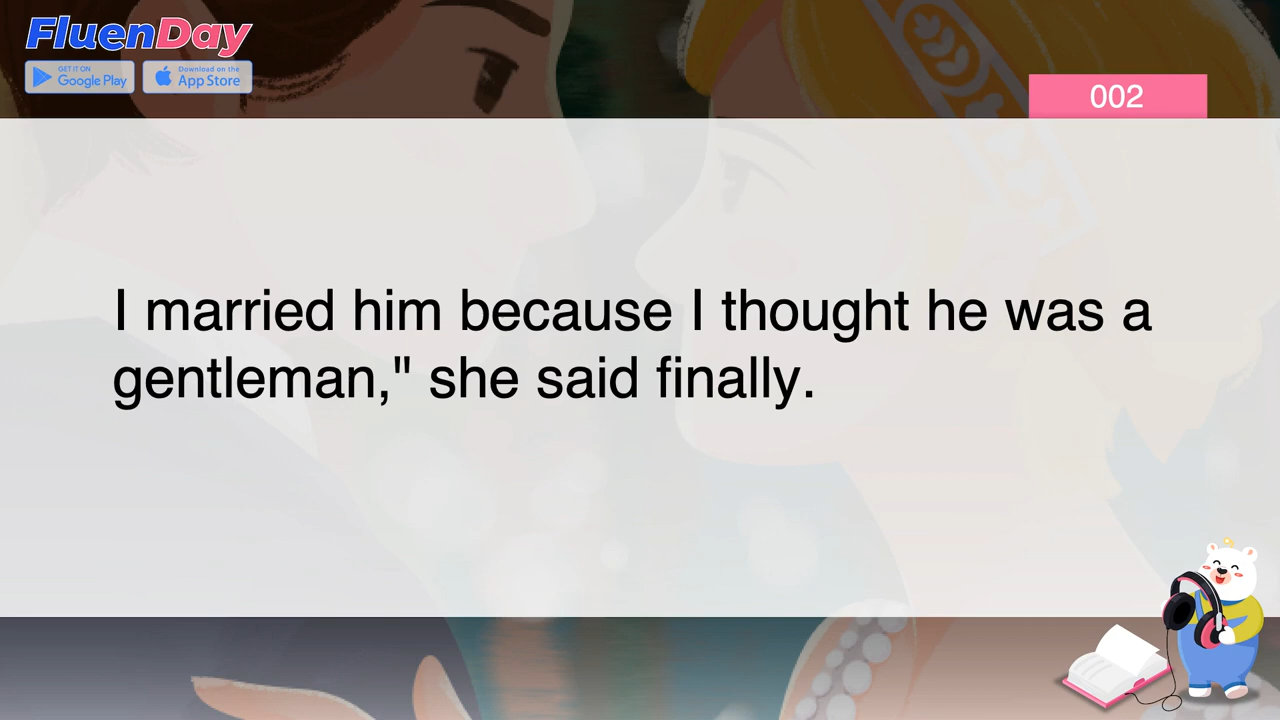 FluenDay
GET IT ON
Google Play
Download on the
App Store
002
I married him because I thought he was a
gentleman," she said finally.